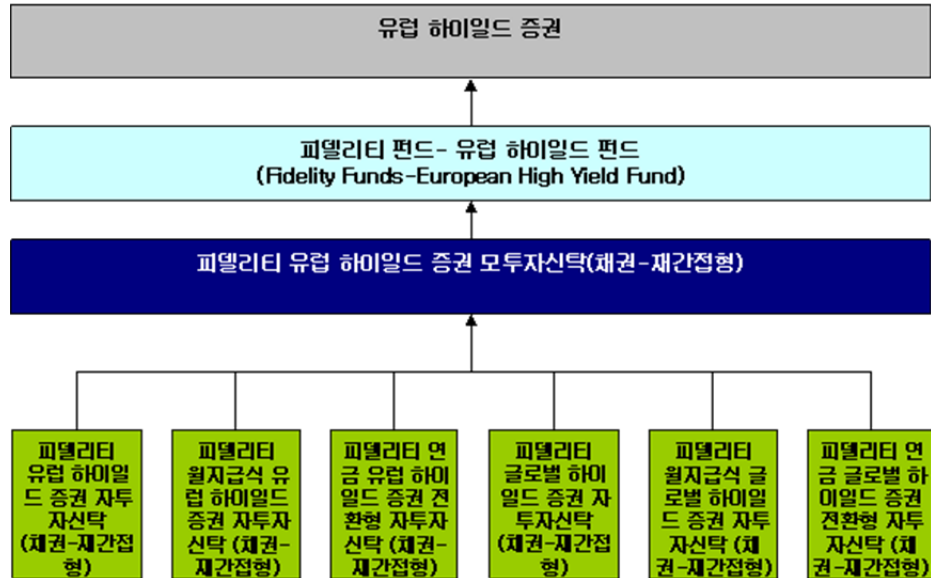 유럽 하이일드 증권
피델리티 펀드- 유럽 하이일드 펀드
(Fidelity Funds-European High Yield Fund)
피델리티 유럽 하이일드 증권 모투자신탁(채권-재간접형)
피델리티
유럽 하이일
드 증권 자투
자신탁
(채권-재간접
형)
피델리티
월지급식 유
럽 하이일드
증권 자투자
신탁 (채권-
재간접형)
피델리티 연
금 유럽 하이
일드 증권 전
환형 자투자
신탁 (채권-
재간접형)
피델리티
글로벌 하이
일드 증권 자
투자신탁
(채권-재간접
형)
피델리티
월지급식 글
로벌 하이일
드 증권 자투
자신탁 (채
권-재간접형)
피델리티 연
금 글로벌 하
이일드 증권
전환형 자투
자신탁 (채
권-재간접형)